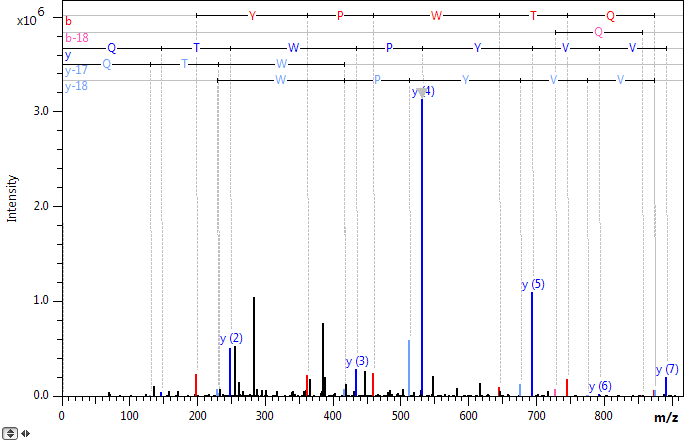 x10 6
b Y P W T Q
b-18 Q
y Q T W P Y V V
y-17 Q T W
y-18 W P Y V V
3.0
y (4)
2.0
Intensity
1.0
y (5)
y (2)
y (3)
y (7)
y (6)
0.0
0 100 200 300 400 500 600 700 800 m/z